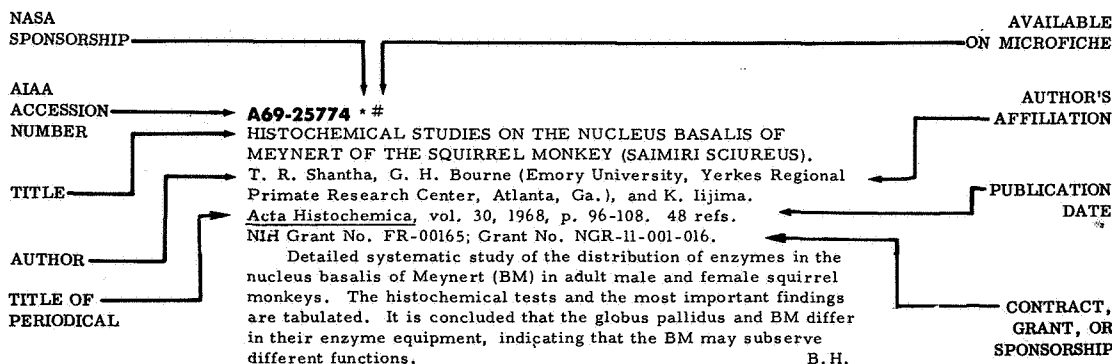 NASA
SPONSORSHIP
AVAILABLE
ON MICROFICHE
AIAA
ACCESSION
NUMBER
A69-25774 * #
AUTHOR'S
AFFILIATION
HISTOCHEMICAL STUDIES ON THE NUCLEUS BASALIS OF
MEYNERT OF THE SQUIRREL MONKEY (SAIMIRI SCIUREUS).
TITLE
T. R. Shantha, G. H. Bourne (Emory University, Yerkes Regional
Primate Research Center, Atlanta, Ga.), and K. Iijima.
PUBLICATION
DATE
Acta Histochemica, vol. 30, 1968, p. 96-108. 48 refs.
NIH Grant No. FR-00165; Grant No. NGR-11-001-016.
AUTHOR
Detailed systematic study of the distribution of enzymes in the
nucleus basalis of Meynert (BM) in adult male and female squirrel
monkeys. The histochemical tests and the most important findings
are tabulated. It is concluded that the globus pallidus and BM differ
in their enzyme equipment, indicating that the BM may subserve
different functions. B.H.
TITLE OF
PERIODICAL
CONTRACT,
GRANT, OR
SPONSORSHIP